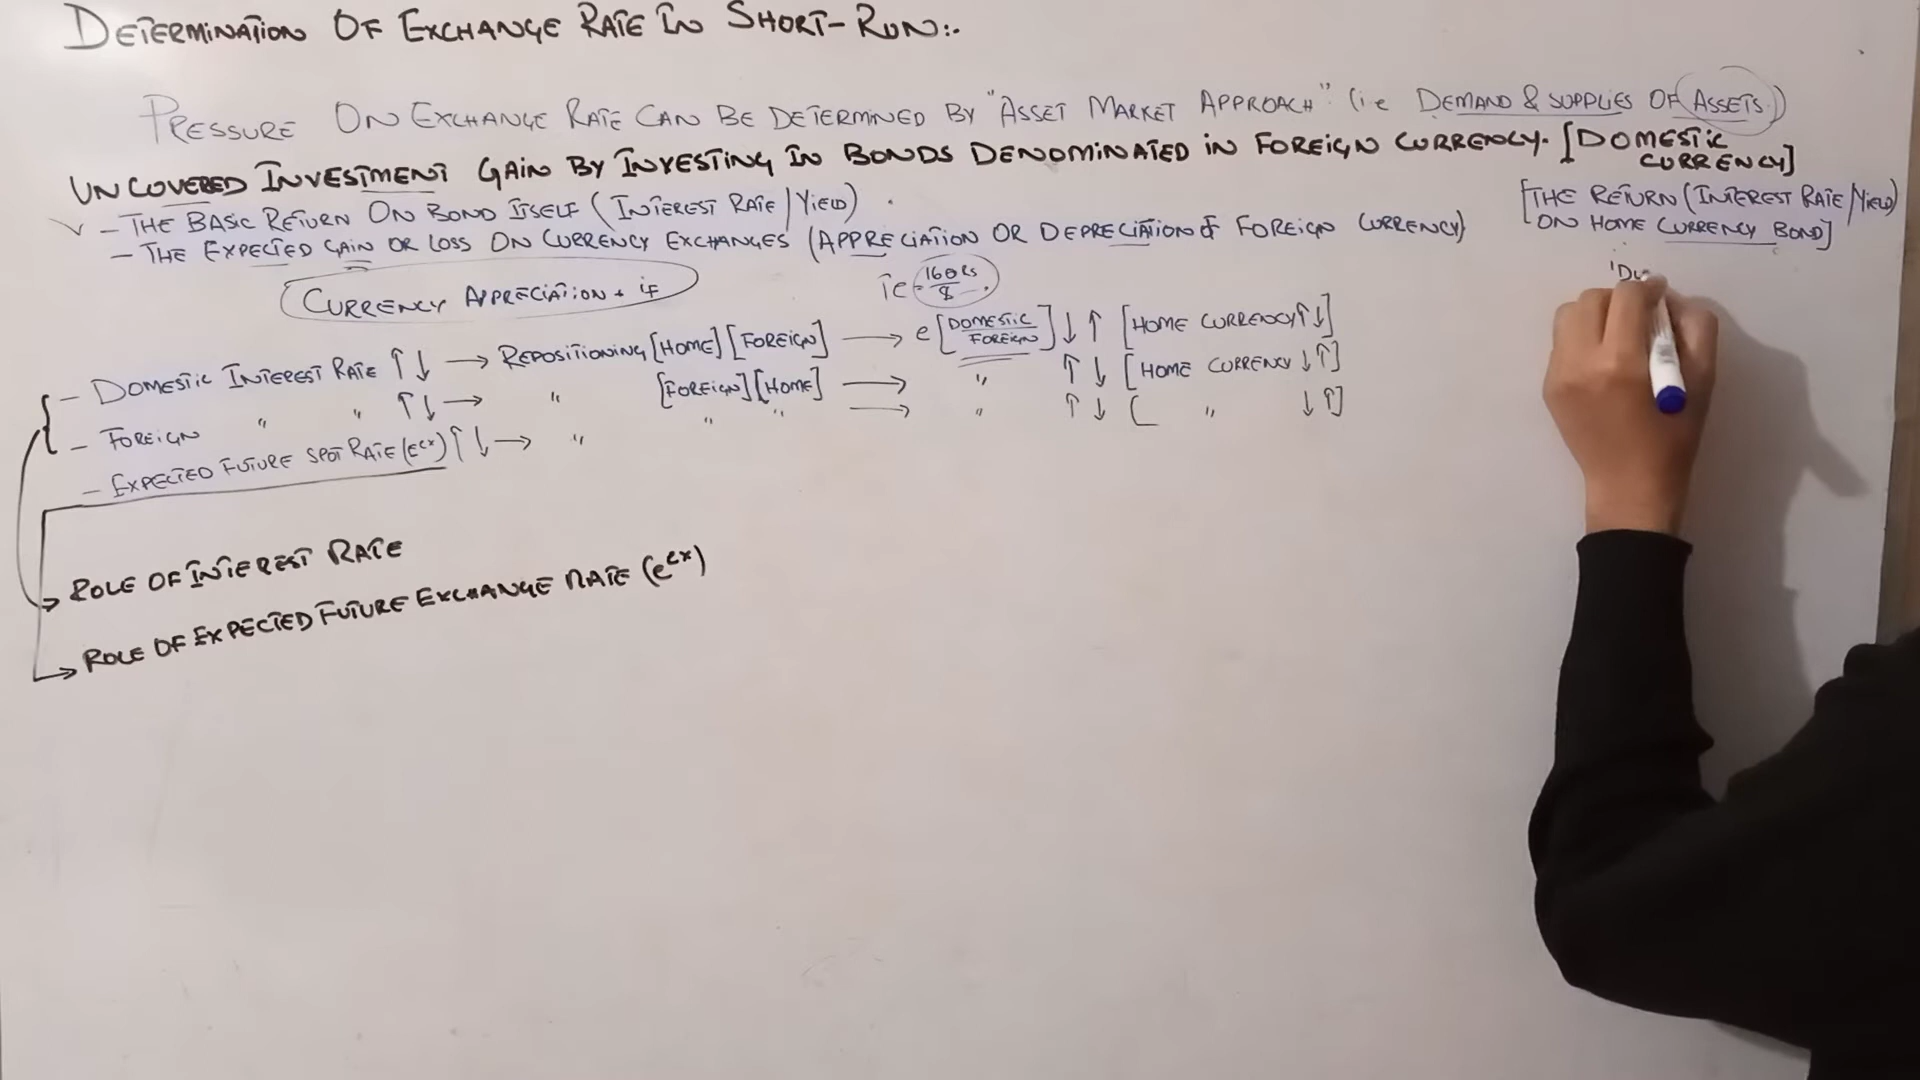 DETERMINATION OF EXCHANGE RATE IN SHORT-RUN:-
PRESSURE ON EXCHANGE RATE CAN BE DETERMINED BY "ASSET MARKET APPROACH" (i.e DEMAND & SUPPLIES OF ASSETS.)
UNCOVERED INVESTMENT GAIN BY INVESTING IN BONDS DENOMINATED IN FOREIGN CURRENCY. [DOMESTIC CURRENCY]
- THE BASIC RETURN ON BOND ITSELF (INTEREST RATE/YIELD).
- THE EXPECTED GAIN OR LOSS ON CURRENCY EXCHANGES (APPRECIATION OR DEPRECIATION OF FOREIGN CURRENCY)
[THE RETURN (INTEREST RATE/YIELD)
ON HOME CURRENCY BOND]
CURRENCY APPRECIATION + if
ie = 160Rs/$.
- DOMESTIC INTEREST RATE ↑↓ → REPOSITIONING [HOME][FOREIGN] → e[DOMESTIC/FOREIGN]↓↑ [HOME CURRENCY↑↓]
- FOREIGN " " ↑↓ → " [FOREIGN][HOME] → " ↑↓ [HOME CURRENCY ↓↑]
- EXPECTED FUTURE SPOT RATE (e^ex)↑↓ → " " " → " ↑↓ [ " ↓↑]
→ ROLE OF INTEREST RATE
→ ROLE OF EXPECTED FUTURE EXCHANGE RATE (e^ex)